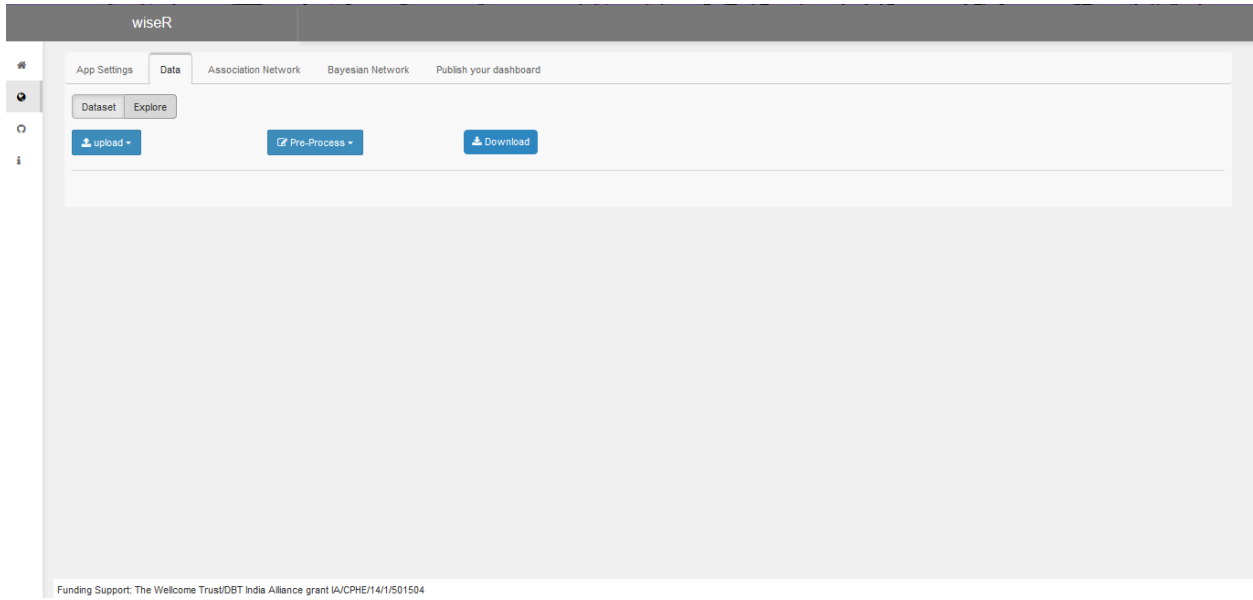 wiseR
App Settings Data Association Network Bayesian Network Publish your dashboard
Dataset Explore
upload Pre-Process Download
Funding Support: The Wellcome Trust/DBT India Alliance grant IA/CPHE/14/1/501504